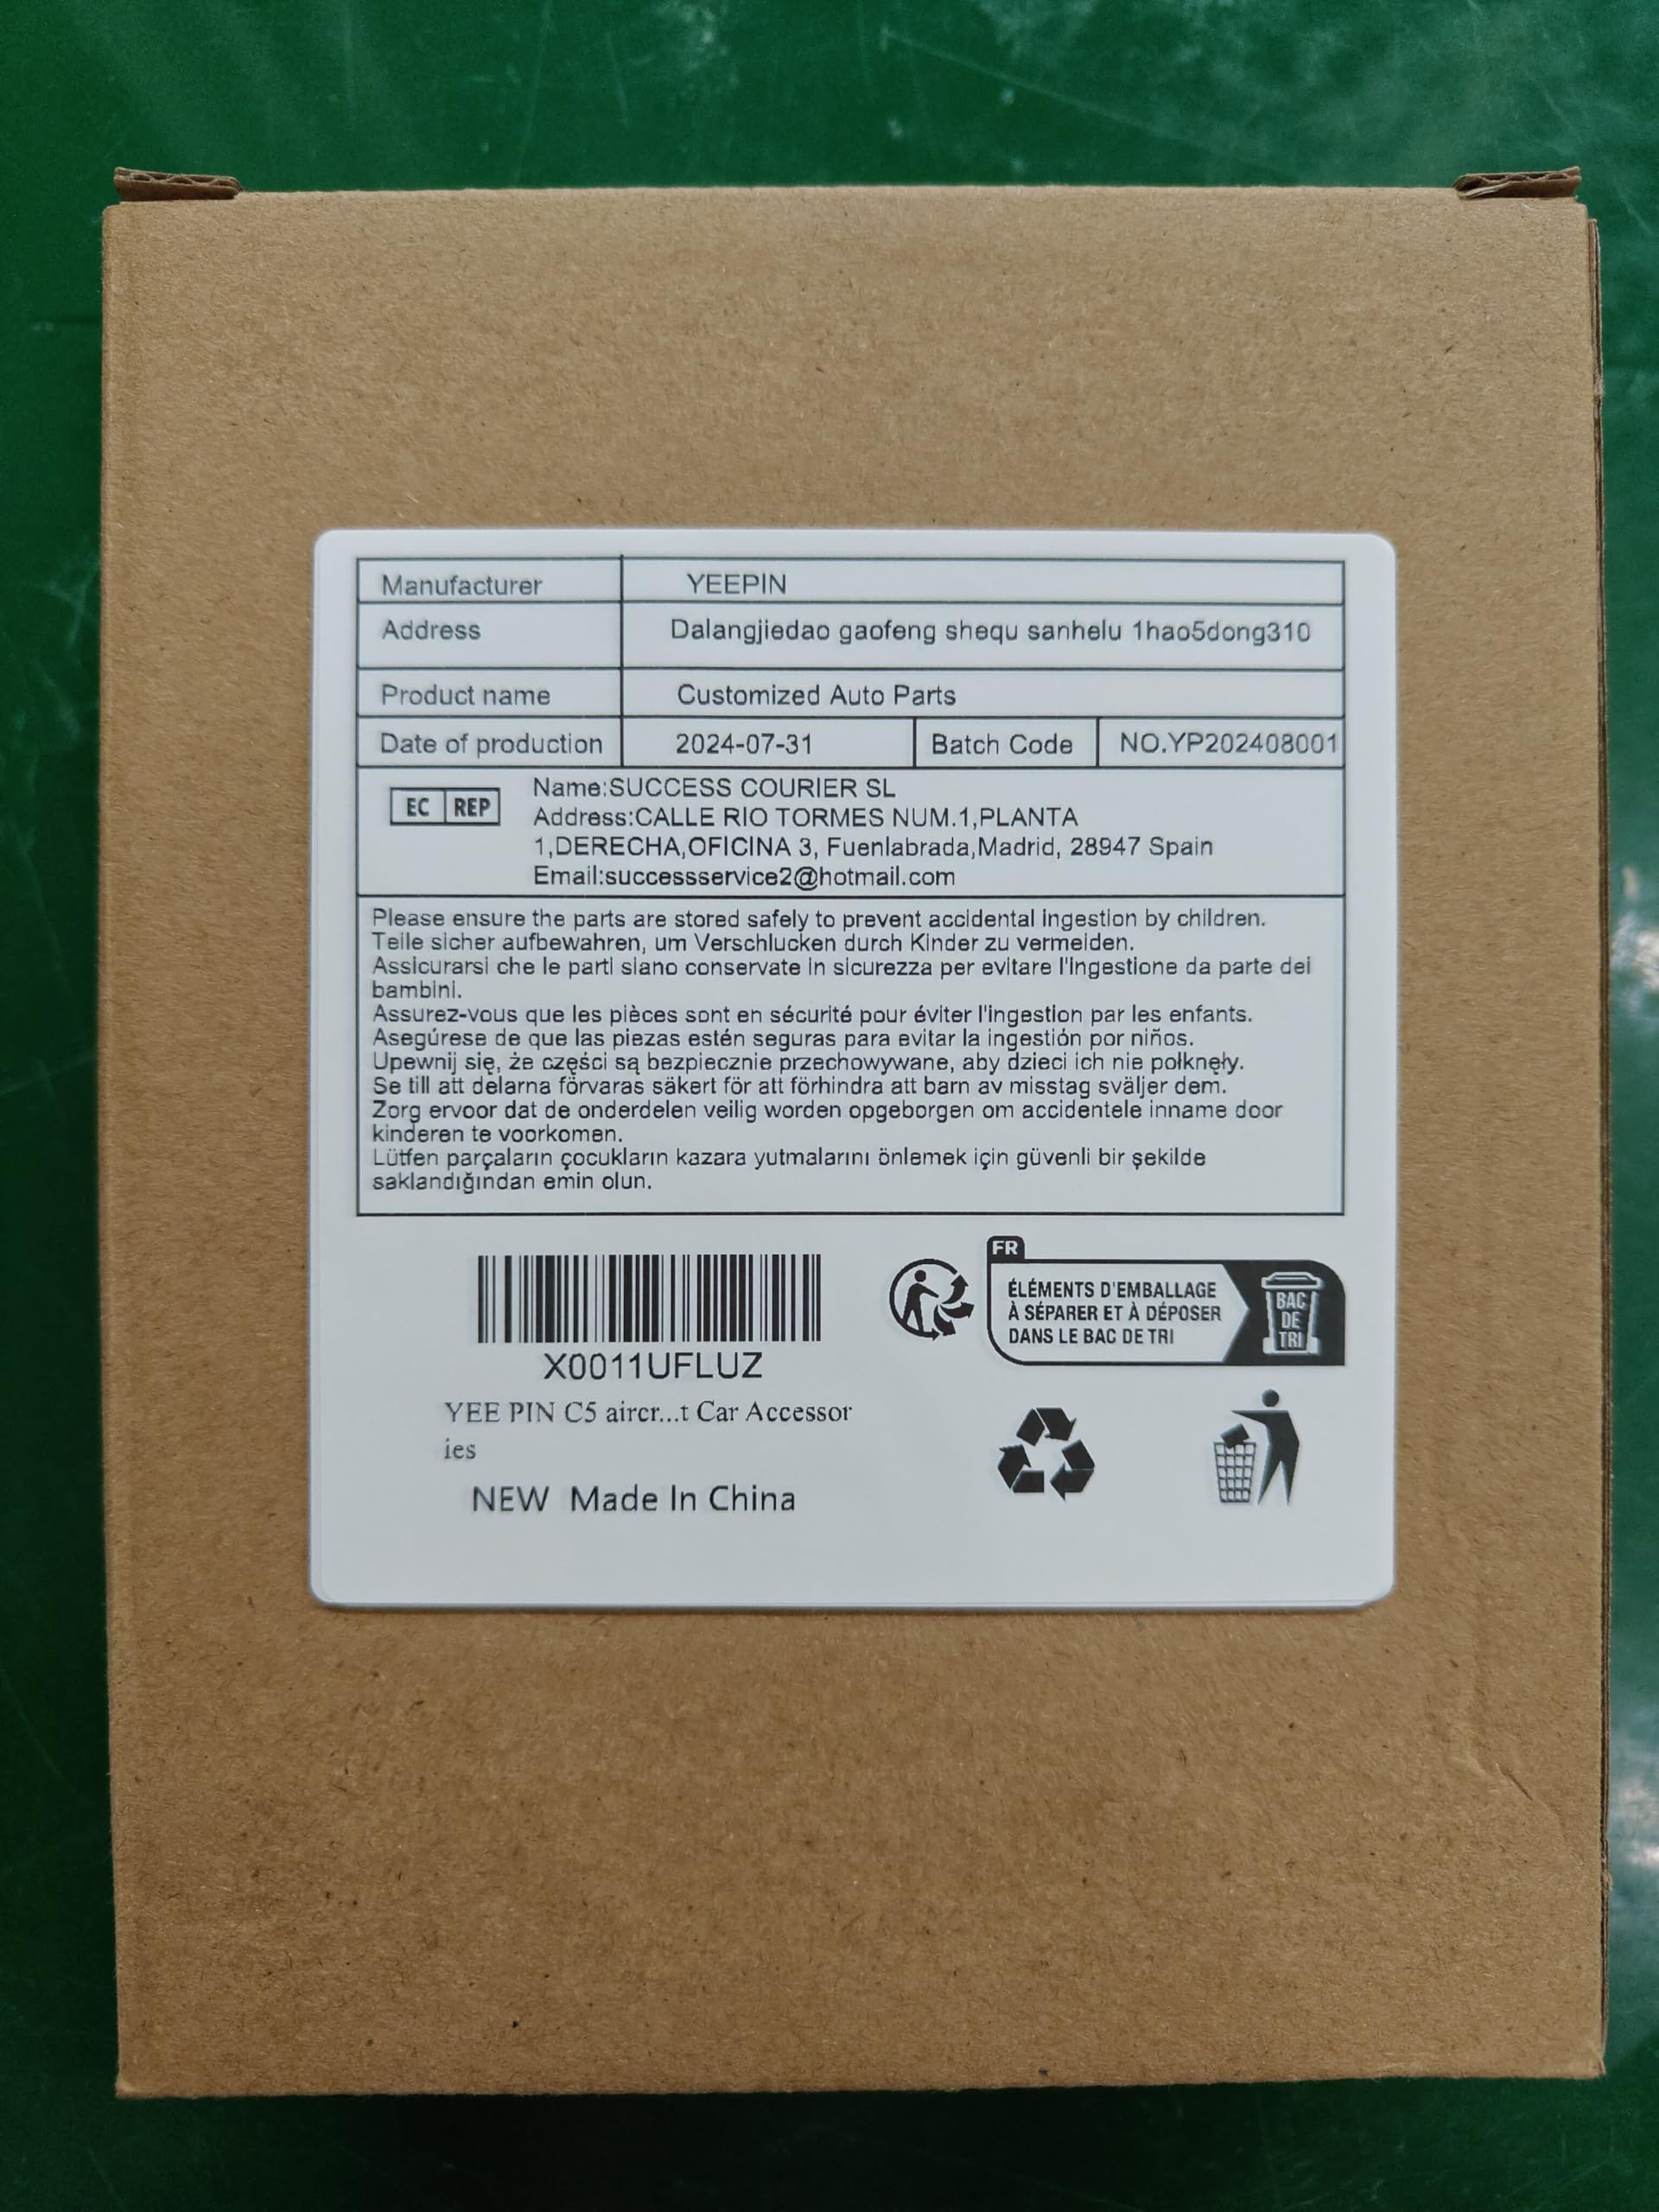 Manufacturer YEEPIN
Address Dalangjiedao gaofeng shequ sanhelu 1hao5dong310
Product name Customized Auto Parts
Date of production 2024-07-31 Batch Code NO.YP202408001
EC REP
Name:SUCCESS COURIER SL
Address:CALLE RIO TORMES NUM.1,PLANTA
1,DERECHA,OFICINA 3, Fuenlabrada,Madrid, 28947 Spain
Email:successservice2@hotmail.com
Please ensure the parts are stored safely to prevent accidental ingestion by children.
Teile sicher aufbewahren, um Verschlucken durch Kinder zu vermeiden.
Assicurarsi che le parti siano conservate in sicurezza per evitare l'ingestione da parte dei
bambini.
Assurez-vous que les pièces sont en sécurité pour éviter l'ingestion par les enfants.
Asegúrese de que las piezas estén seguras para evitar la ingestión por niños.
Upewnij się, że części są bezpiecznie przechowywane, aby dzieci ich nie połknęły.
Se till att delarna förvaras säkert för att förhindra att barn av misstag sväljer dem.
Zorg ervoor dat de onderdelen veilig worden opgeborgen om accidentele inname door
kinderen te voorkomen.
Lütfen parçaların çocukların kazara yutmalarını önlemek için güvenli bir şekilde
saklandığından emin olun.
X0011UFLUZ
YEE PIN C5 aircr...t Car Accessor
ies
NEW Made In China
FR
ÉLÉMENTS D'EMBALLAGE
À SÉPARER ET À DÉPOSER
DANS LE BAC DE TRI
BAC
DE
TRI